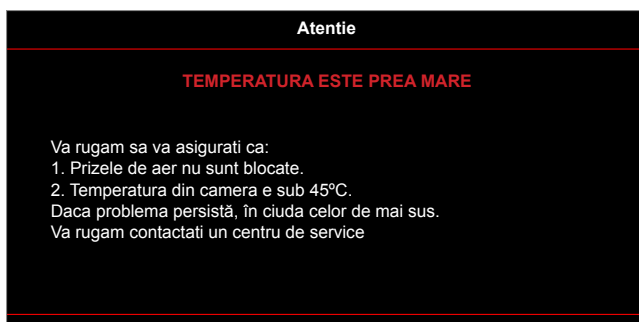 Atentie
TEMPERATURA ESTE PREA MARE
Va rugam sa va asigurati ca:
1. Prizele de aer nu sunt blocate.
2. Temperatura din camera e sub 45ºC.
Daca problema persistă, în ciuda celor de mai sus.
Va rugam contactati un centru de service